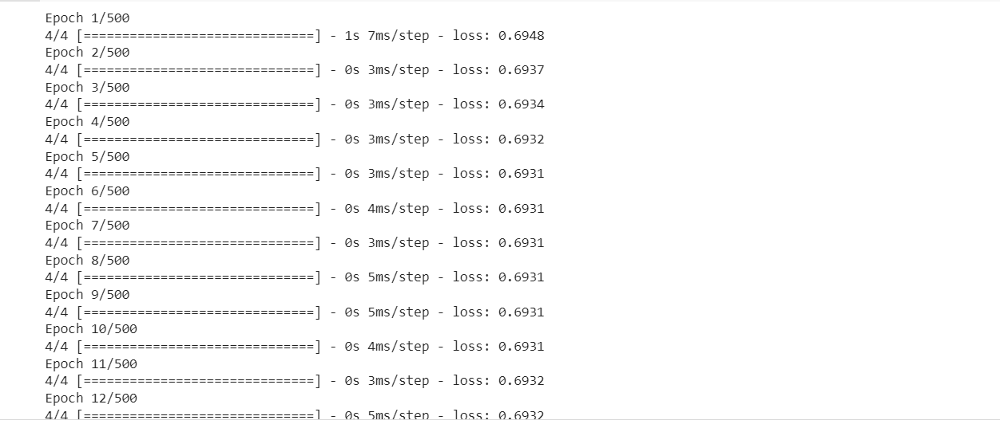 Epoch 1/500
4/4 [==============================] - 1s 7ms/step - loss: 0.6948
Epoch 2/500
4/4 [==============================] - 0s 3ms/step - loss: 0.6937
Epoch 3/500
4/4 [==============================] - 0s 3ms/step - loss: 0.6934
Epoch 4/500
4/4 [==============================] - 0s 3ms/step - loss: 0.6932
Epoch 5/500
4/4 [==============================] - 0s 3ms/step - loss: 0.6931
Epoch 6/500
4/4 [==============================] - 0s 4ms/step - loss: 0.6931
Epoch 7/500
4/4 [==============================] - 0s 3ms/step - loss: 0.6931
Epoch 8/500
4/4 [==============================] - 0s 5ms/step - loss: 0.6931
Epoch 9/500
4/4 [==============================] - 0s 5ms/step - loss: 0.6931
Epoch 10/500
4/4 [==============================] - 0s 4ms/step - loss: 0.6931
Epoch 11/500
4/4 [==============================] - 0s 3ms/step - loss: 0.6932
Epoch 12/500
4/4 [==============================] - 0s 5ms/step - loss: 0.6932